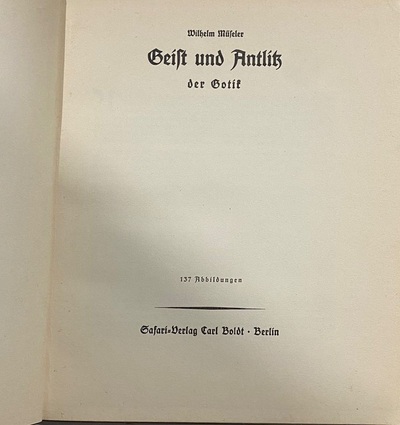 Wilhelm Müseler
Geist und Antlitz
der Gotik
137 Abbildungen
Safari-Verlag Carl Boldt · Berlin